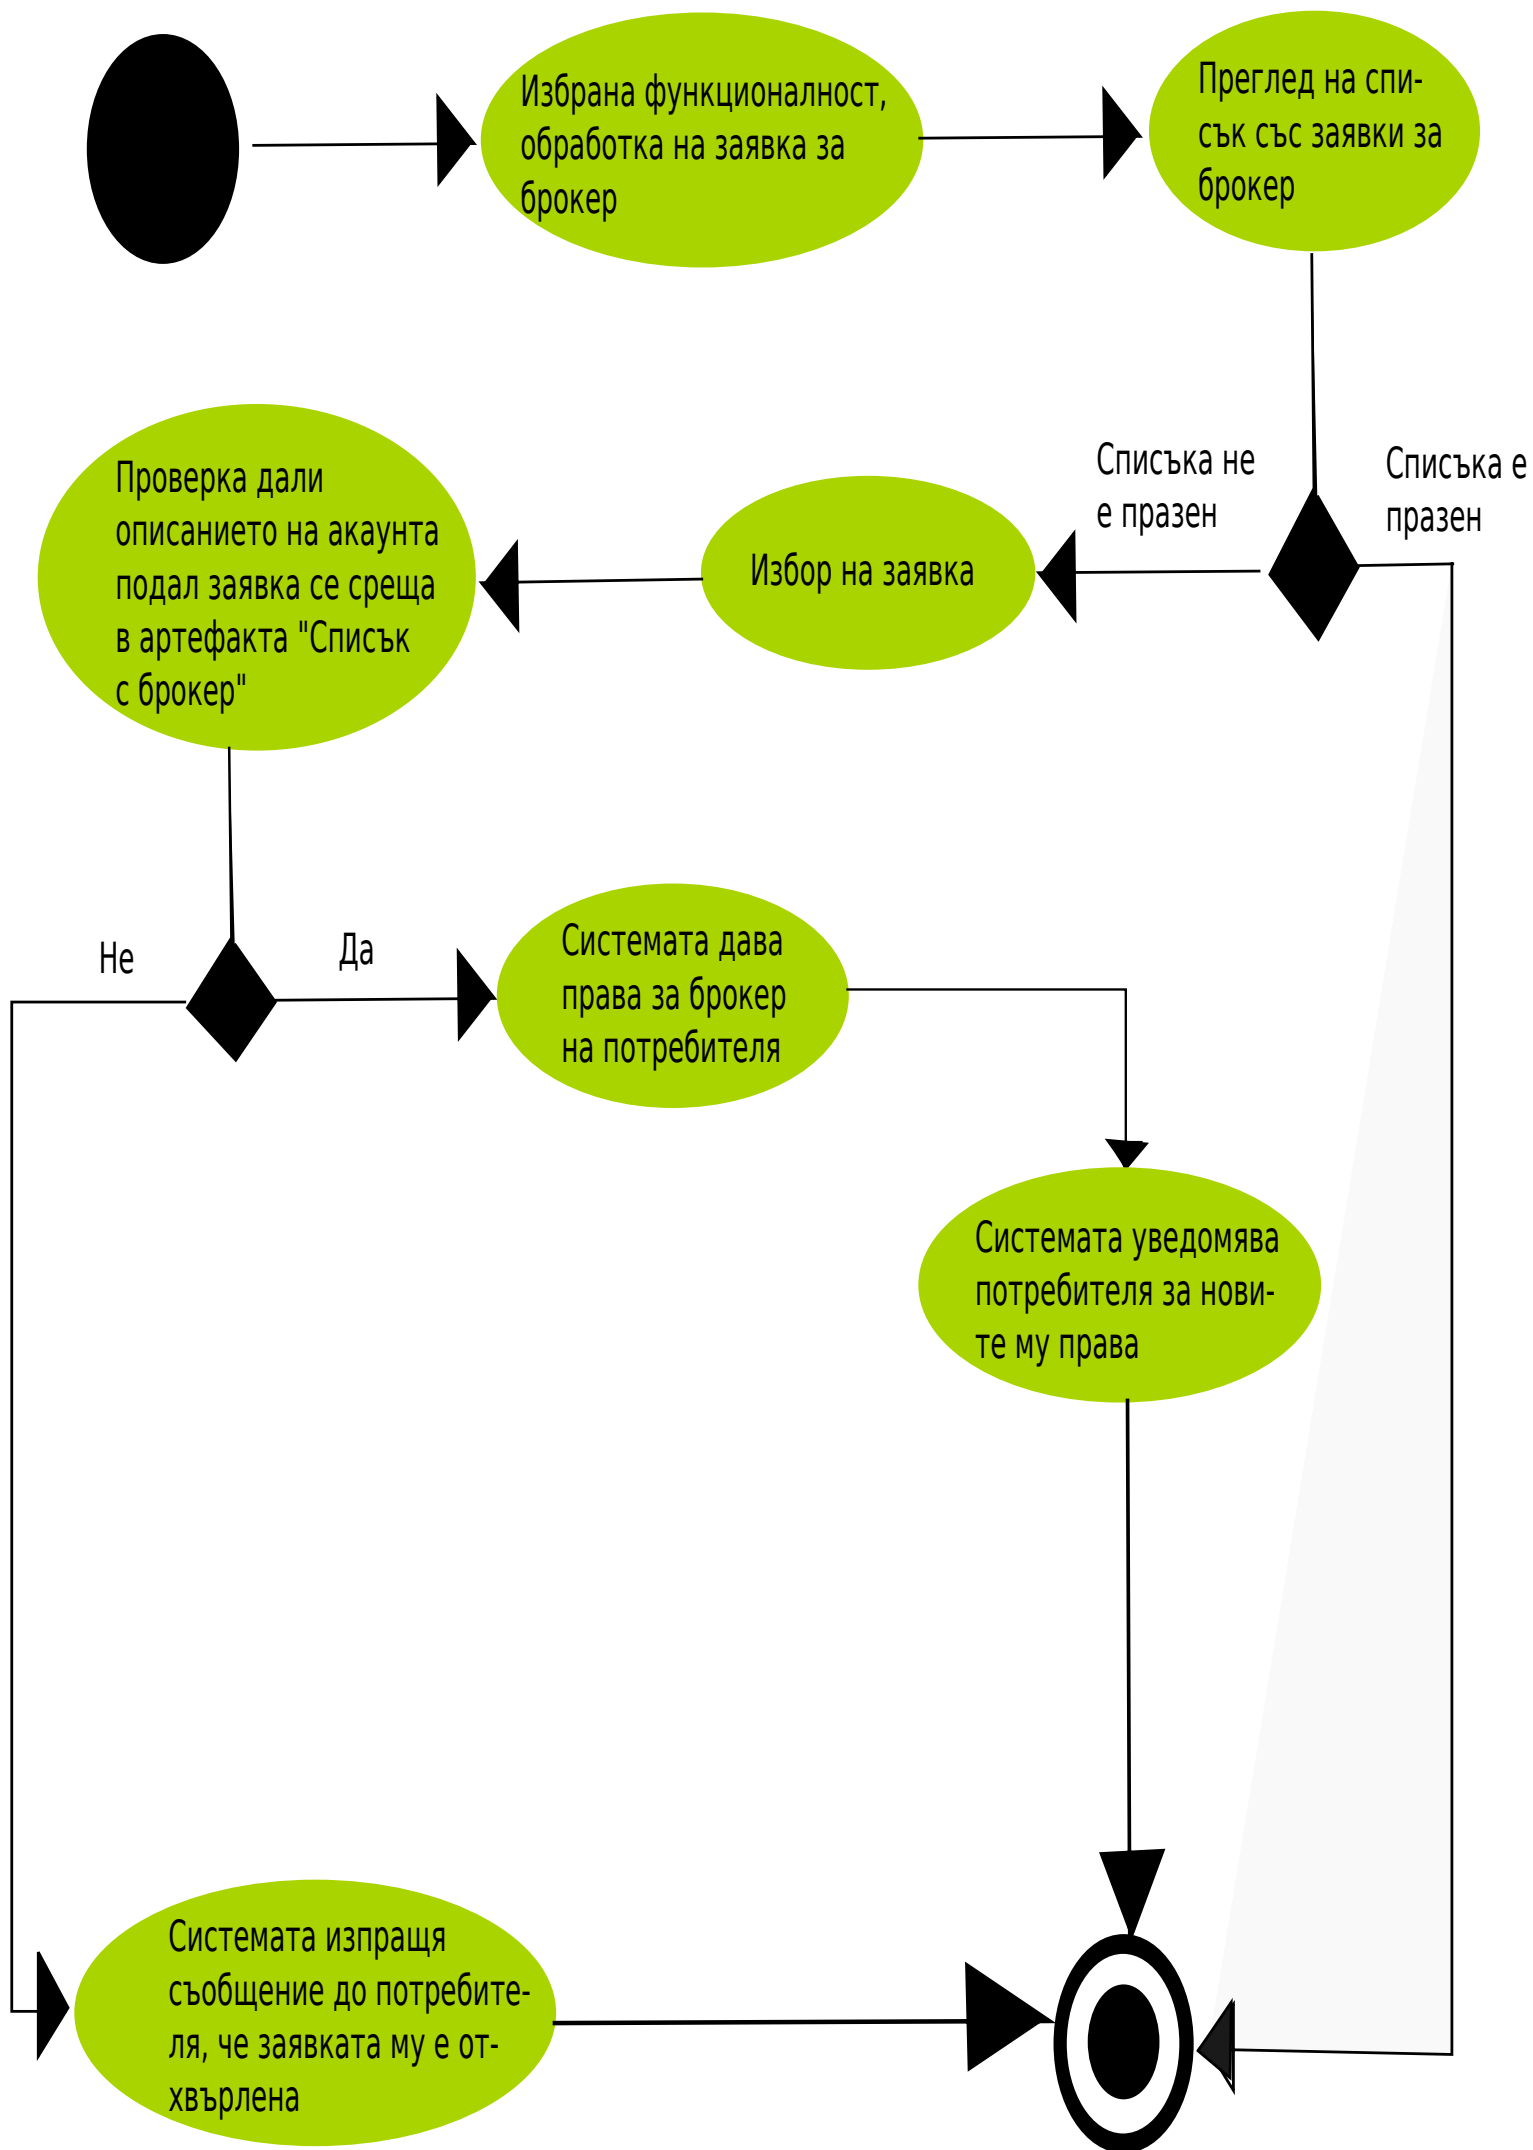 Избрана функционалност,
обработка на заявка за
брокер
Преглед на спи-
сък със заявки за
брокер
Списъка не
е празен
Списъка е
празен
Избор на заявка
Проверка дали
описанието на акаунта
подал заявка се среща
в артефакта "Списък
с брокер"
Не
Да
Системата дава
права за брокер
на потребителя
Системата уведомява
потребителя за нови-
те му права
Системата изпращя
съобщение до потребите-
ля, че заявката му е от-
хвърлена